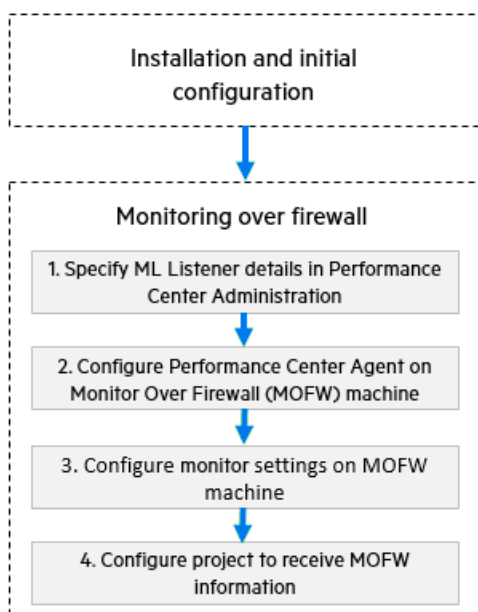 Installation and initial
configuration
Monitoring over firewall
1. Specify ML Listener details in Performance
Center Administration
2. Configure Performance Center Agent on
Monitor Over Firewall (MOFW) machine
3. Configure monitor settings on MOFW
machine
4. Configure project to receive MOFW
information